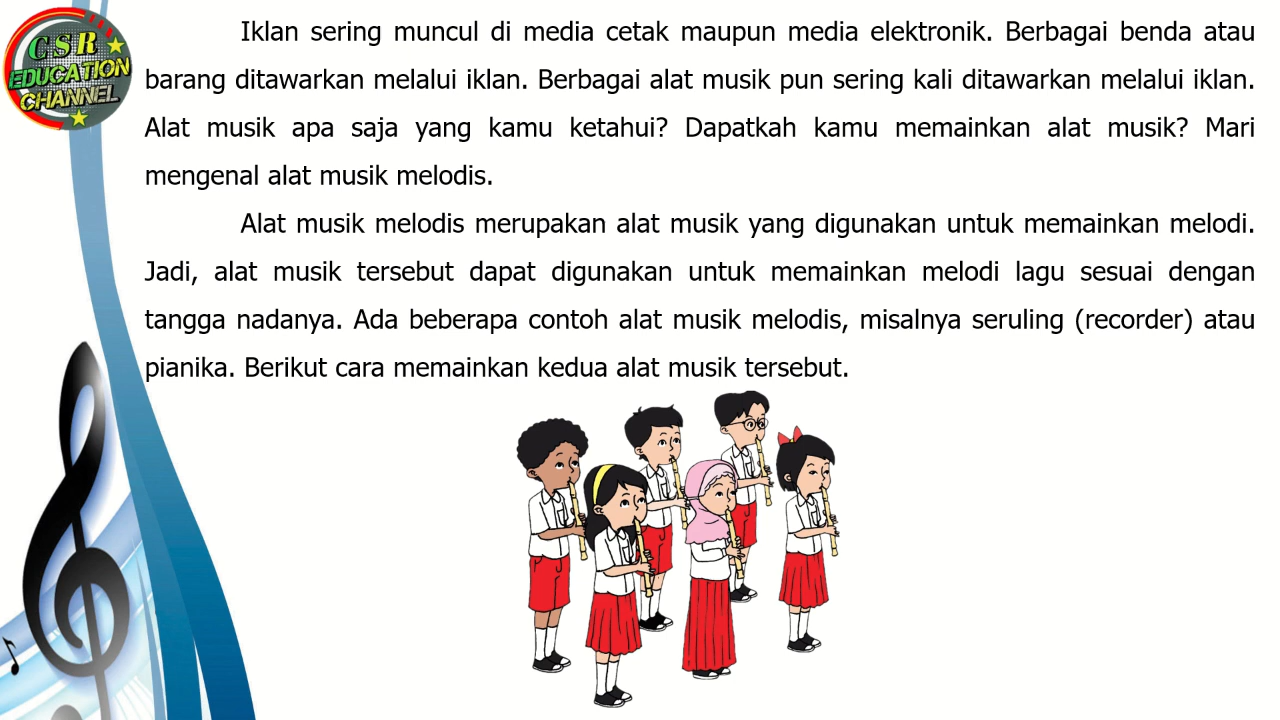 CSR
EDUCATION
CHANNEL
Iklan sering muncul di media cetak maupun media elektronik. Berbagai benda atau
barang ditawarkan melalui iklan. Berbagai alat musik pun sering kali ditawarkan melalui iklan.
Alat musik apa saja yang kamu ketahui? Dapatkah kamu memainkan alat musik? Mari
mengenal alat musik melodis.
Alat musik melodis merupakan alat musik yang digunakan untuk memainkan melodi.
Jadi, alat musik tersebut dapat digunakan untuk memainkan melodi lagu sesuai dengan
tangga nadanya. Ada beberapa contoh alat musik melodis, misalnya seruling (recorder) atau
pianika. Berikut cara memainkan kedua alat musik tersebut.